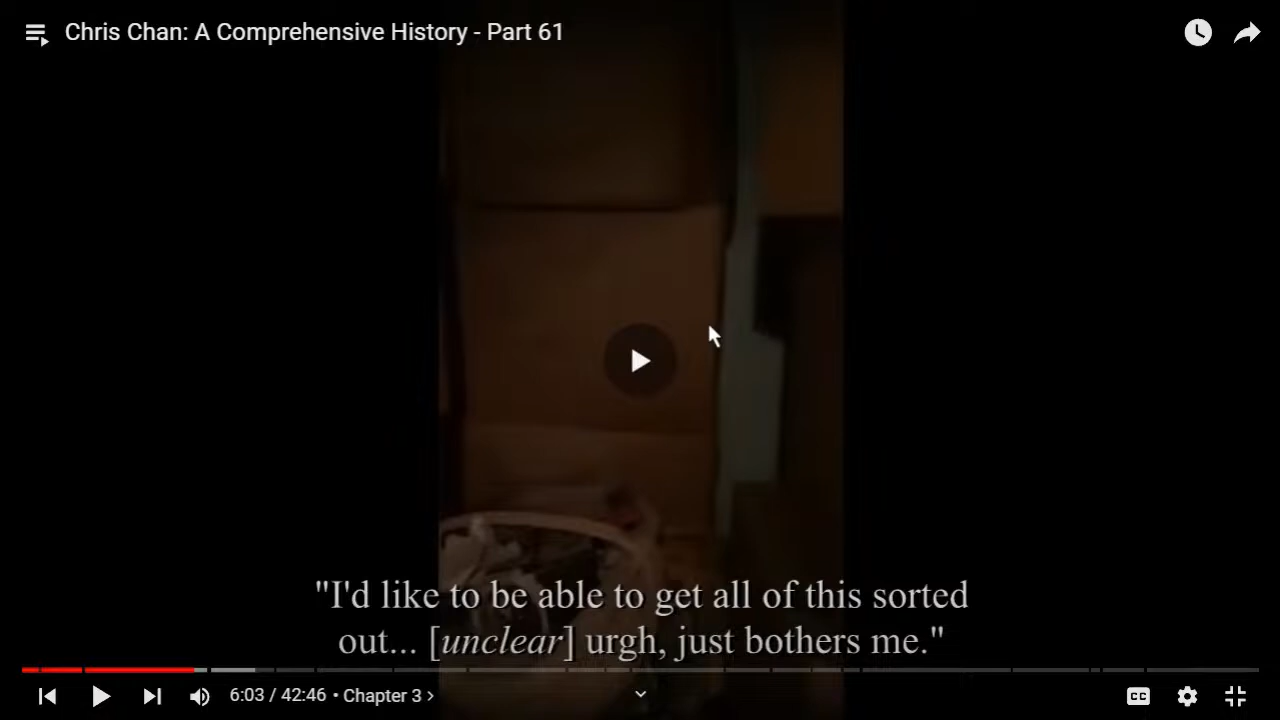 Chris Chan: A Comprehensive History - Part 61
"I'd like to be able to get all of this sorted
out... [unclear] urgh, just bothers me."
6:03 / 42:46 • Chapter 3 ›
CC